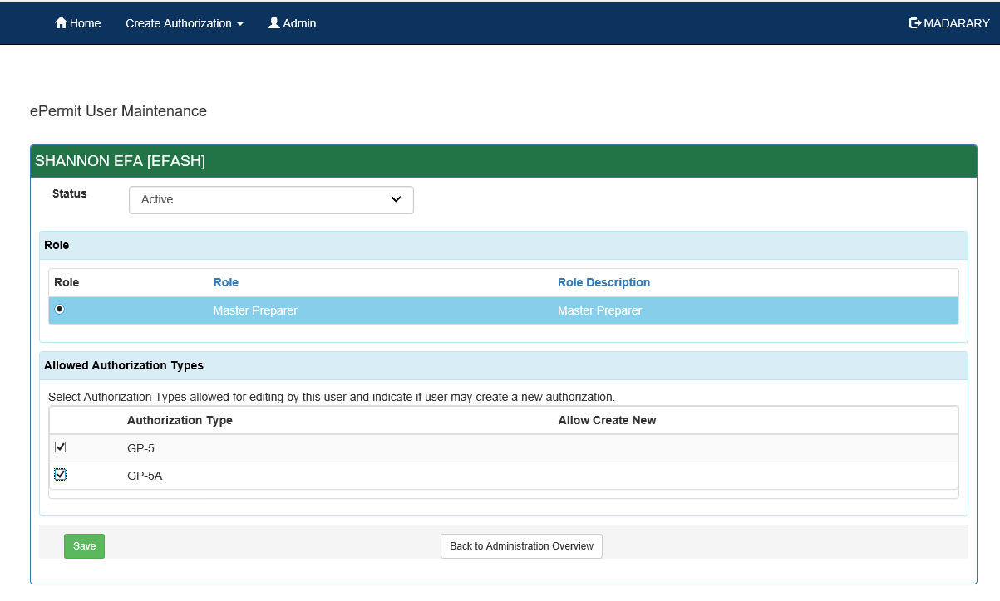 Home Create Authorization Admin MADARARY
ePermit User Maintenance
SHANNON EFA [EFASH]
Status Active
Role
Role Role Role Description
Master Preparer Master Preparer
Allowed Authorization Types
Select Authorization Types allowed for editing by this user and indicate if user may create a new authorization.
Authorization Type Allow Create New
GP-5
GP-5A
Save Back to Administration Overview